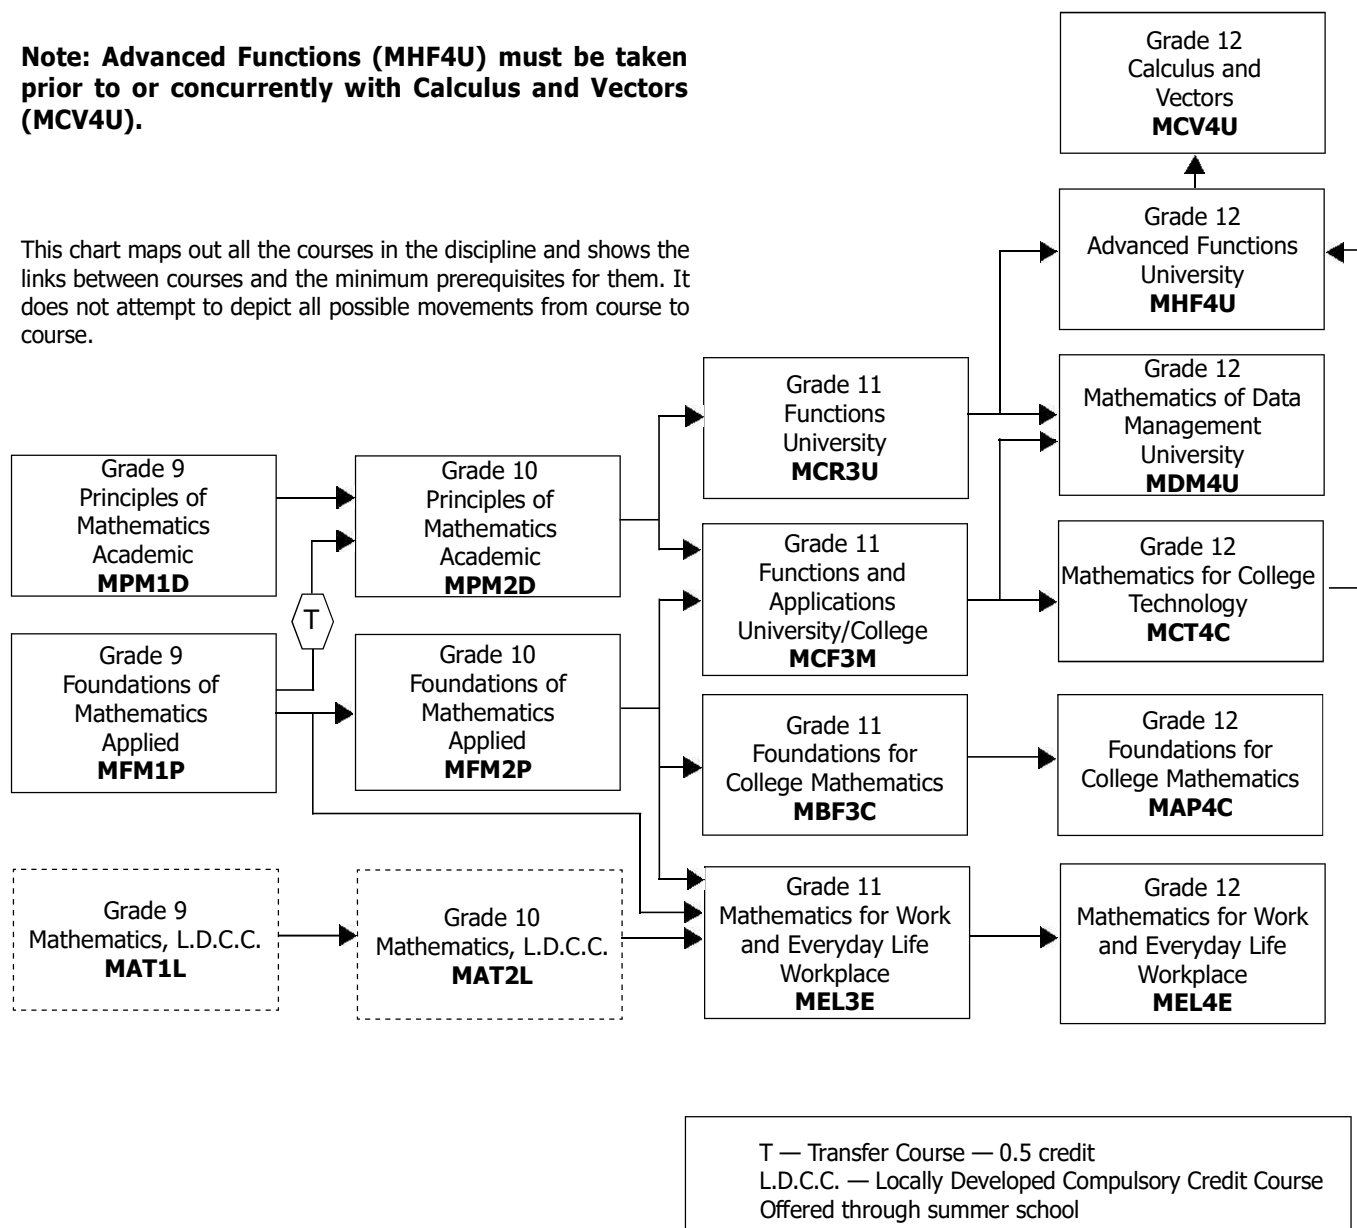 Note: Advanced Functions (MHF4U) must be taken
prior to or concurrently with Calculus and Vectors
(MCV4U).
This chart maps out all the courses in the discipline and shows the
links between courses and the minimum prerequisites for them. It
does not attempt to depict all possible movements from course to
course.
Grade 12
Calculus and
Vectors
MCV4U
Grade 12
Advanced Functions
University
MHF4U
Grade 11
Functions
University
MCR3U
Grade 12
Mathematics of Data
Management
University
MDM4U
Grade 9
Principles of
Mathematics
Academic
MPM1D
Grade 10
Principles of
Mathematics
Academic
MPM2D
Grade 11
Functions and
Applications
University/College
MCF3M
Grade 12
Mathematics for College
Technology
MCT4C
T
Grade 9
Foundations of
Mathematics
Applied
MFM1P
Grade 10
Foundations of
Mathematics
Applied
MFM2P
Grade 11
Foundations for
College Mathematics
MBF3C
Grade 12
Foundations for
College Mathematics
MAP4C
Grade 9
Mathematics, L.D.C.C.
MAT1L
Grade 10
Mathematics, L.D.C.C.
MAT2L
Grade 11
Mathematics for Work
and Everyday Life
Workplace
MEL3E
Grade 12
Mathematics for Work
and Everyday Life
Workplace
MEL4E
T — Transfer Course — 0.5 credit
L.D.C.C. — Locally Developed Compulsory Credit Course
Offered through summer school